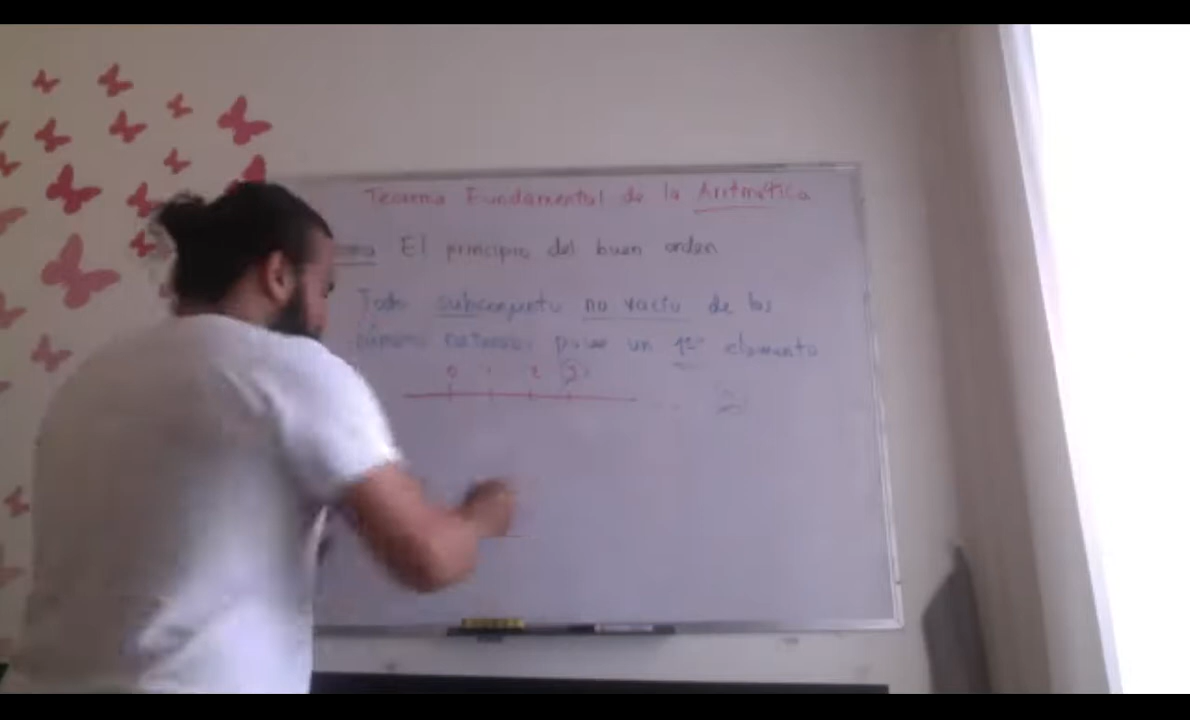 Teorema Fundamental de la Aritmética
El principio del buen orden
Todo subconjunto no vacío de los
números naturales posee un 1er elemento
0 1 2 3